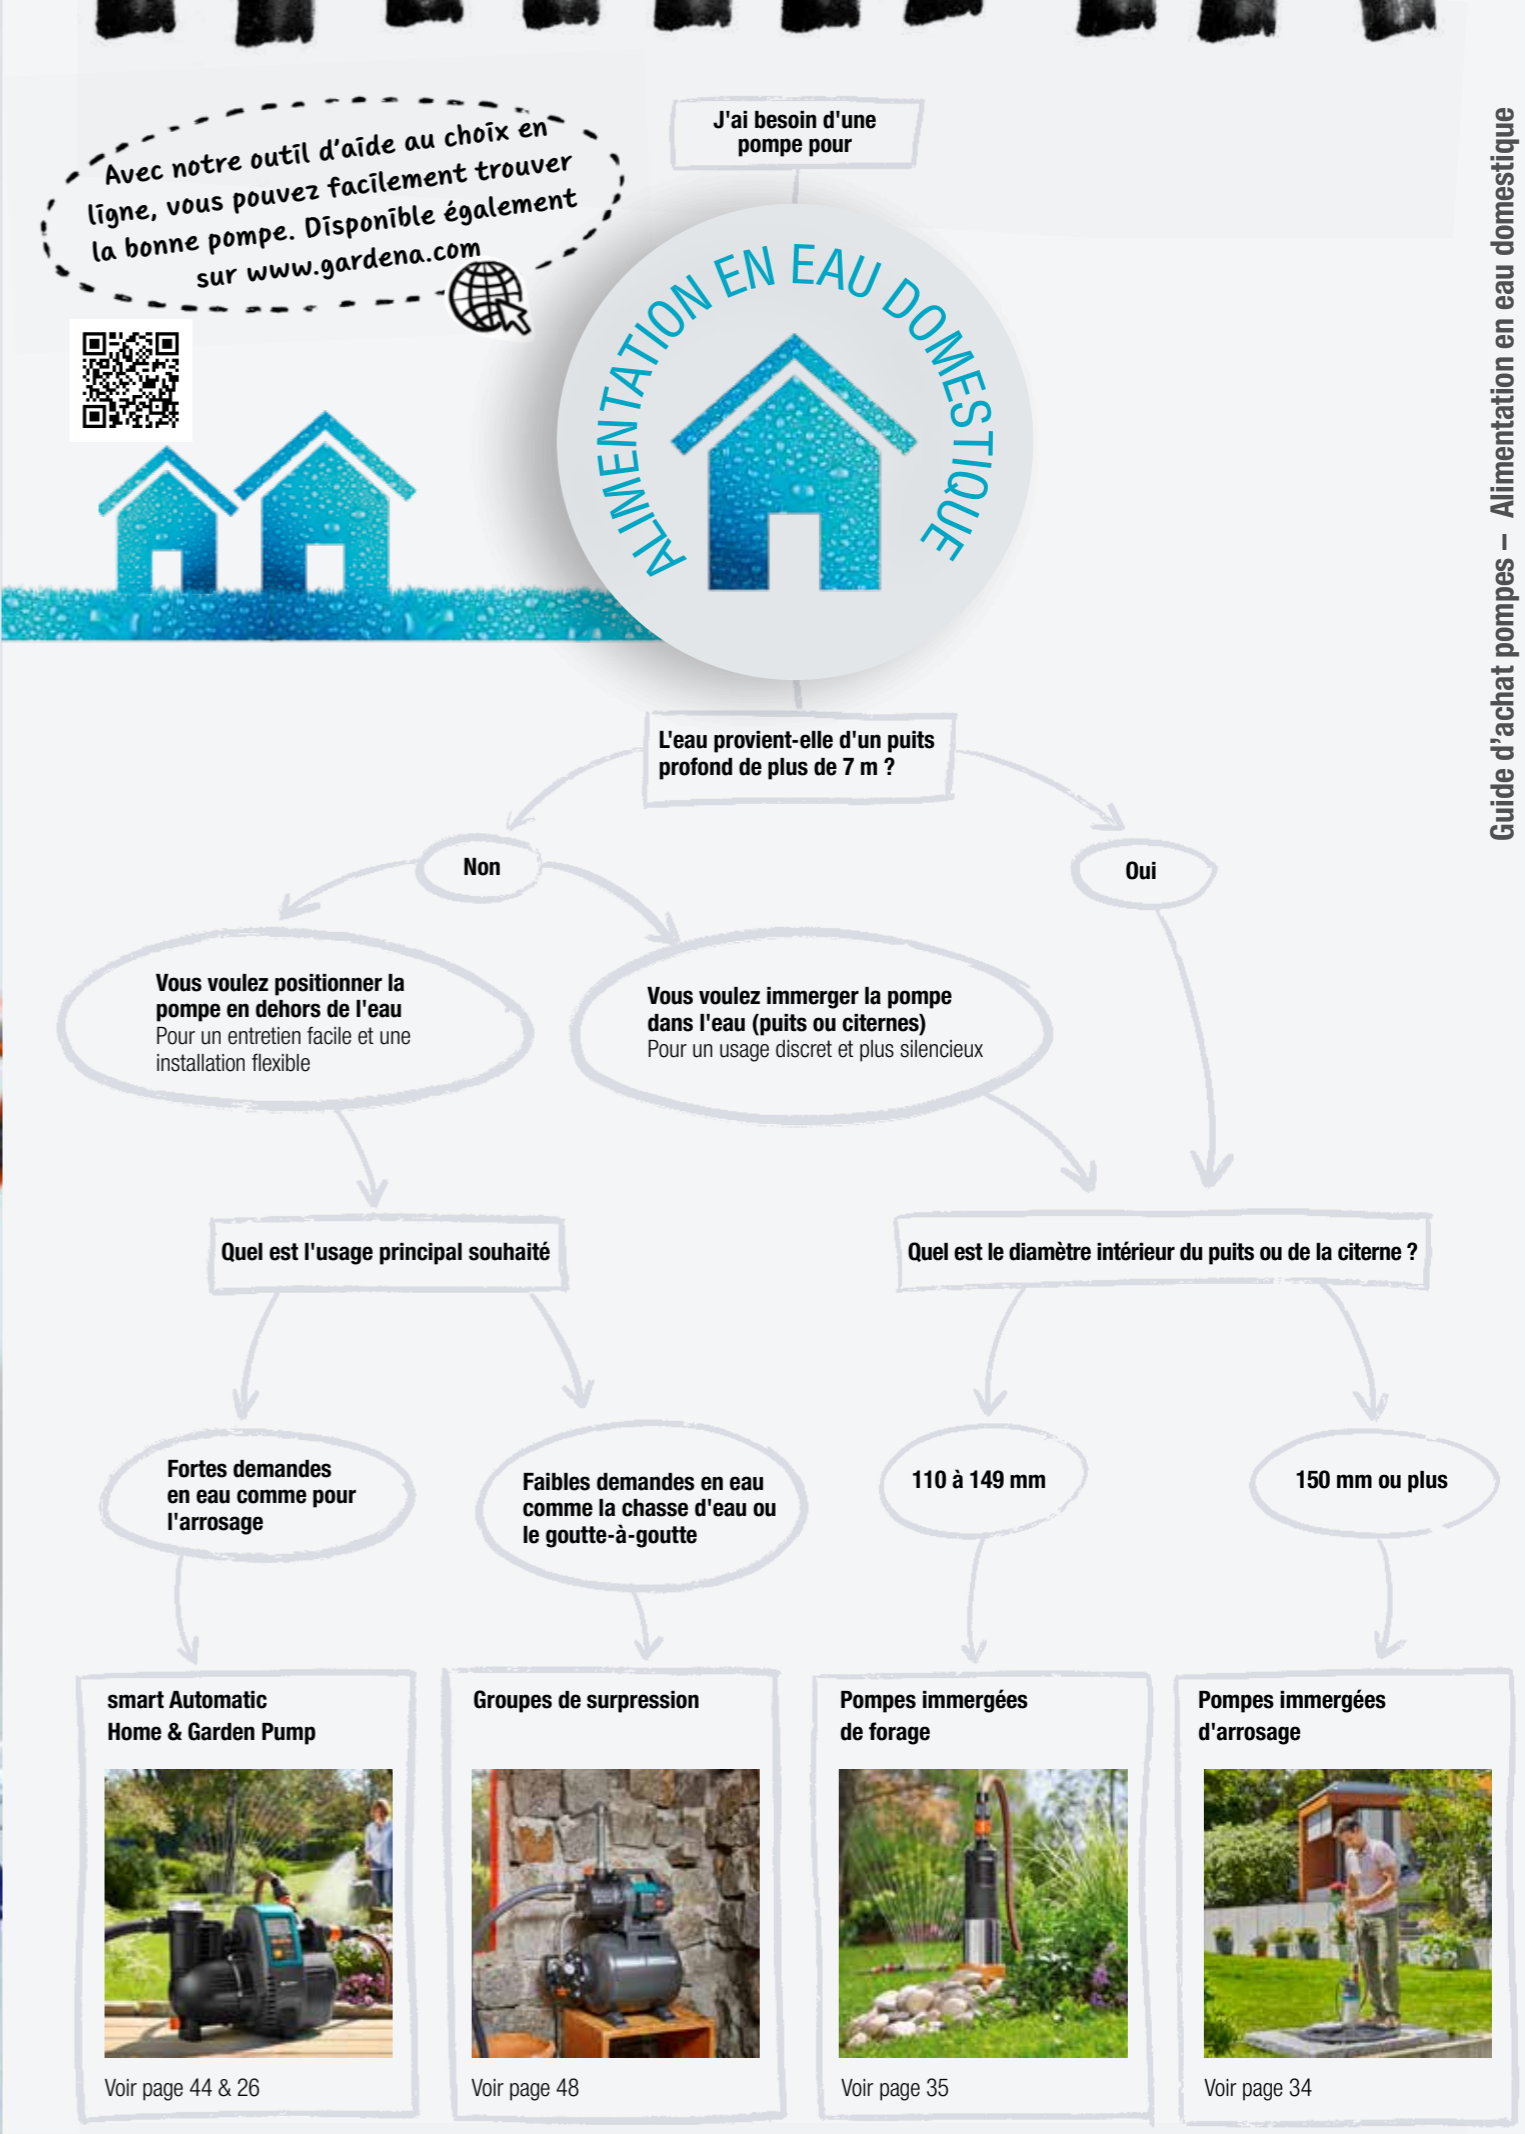 Avec notre outil d'aide au choix en
ligne, vous pouvez facilement trouver
la bonne pompe. Disponible également
sur www.gardena.com
J'ai besoin d'une
pompe pour
ALIMENTATION EN EAU DOMESTIQUE
Guide d'achat pompes – Alimentation en eau domestique
L'eau provient-elle d'un puits
profond de plus de 7 m ?
Non
Oui
Vous voulez positionner la
pompe en dehors de l'eau
Pour un entretien facile et une
installation flexible
Vous voulez immerger la pompe
dans l'eau (puits ou citernes)
Pour un usage discret et plus silencieux
Quel est l'usage principal souhaité
Quel est le diamètre intérieur du puits ou de la citerne ?
Fortes demandes
en eau comme pour
l'arrosage
Faibles demandes en eau
comme la chasse d'eau ou
le goutte-à-goutte
110 à 149 mm
150 mm ou plus
smart Automatic
Home & Garden Pump
Voir page 44 & 26
Groupes de surpression
Voir page 48
Pompes immergées
de forage
Voir page 35
Pompes immergées
d'arrosage
Voir page 34